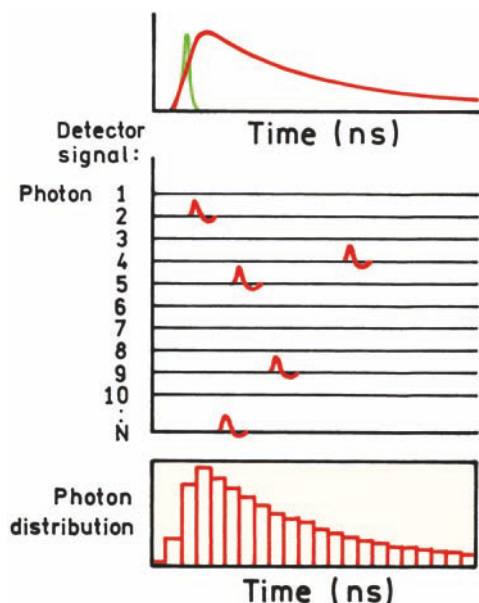 Time (ns)
Detector
signal:
Photon 1
2
3
4
5
6
7
8
9
10
.
.
N
Photon
distribution
Time (ns)